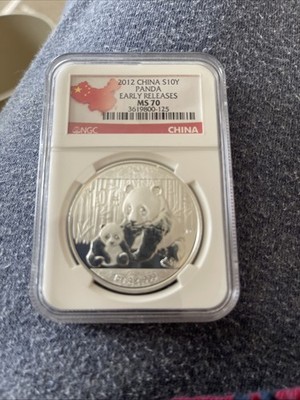 2012 CHINA S10Y
PANDA
EARLY RELEASES
MS 70
3619800-125
NGC
CHINA